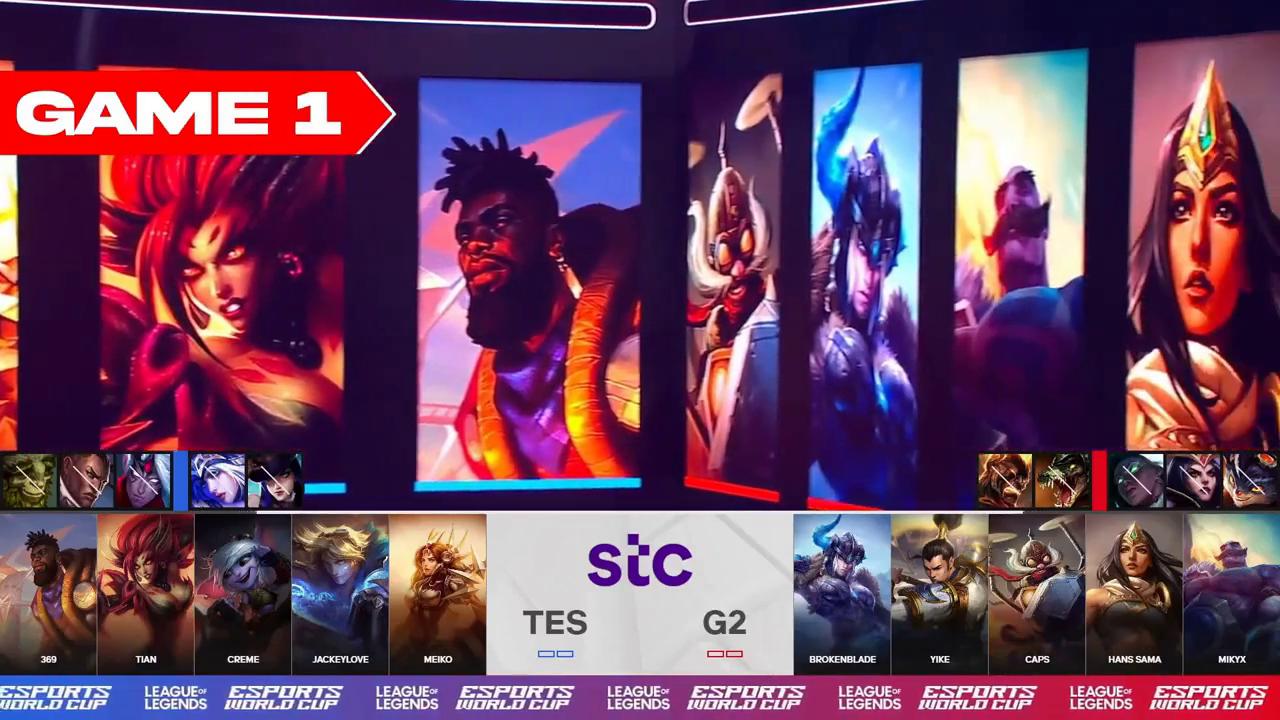 GAME 1
stc
TES G2
369 TIAN CREME JACKEYLOVE MEIKO BROKENBLADE YIKE CAPS HANS SAMA MIKYX
ESPORTS WORLD CUP LEAGUE OF LEGENDS ESPORTS WORLD CUP LEAGUE OF LEGENDS ESPORTS WORLD CUP LEAGUE OF LEGENDS ESPORTS WORLD CUP LEAGUE OF LEGENDS ESPORTS WORLD CUP LEAGUE OF LEGENDS ESPORTS WORLD CUP